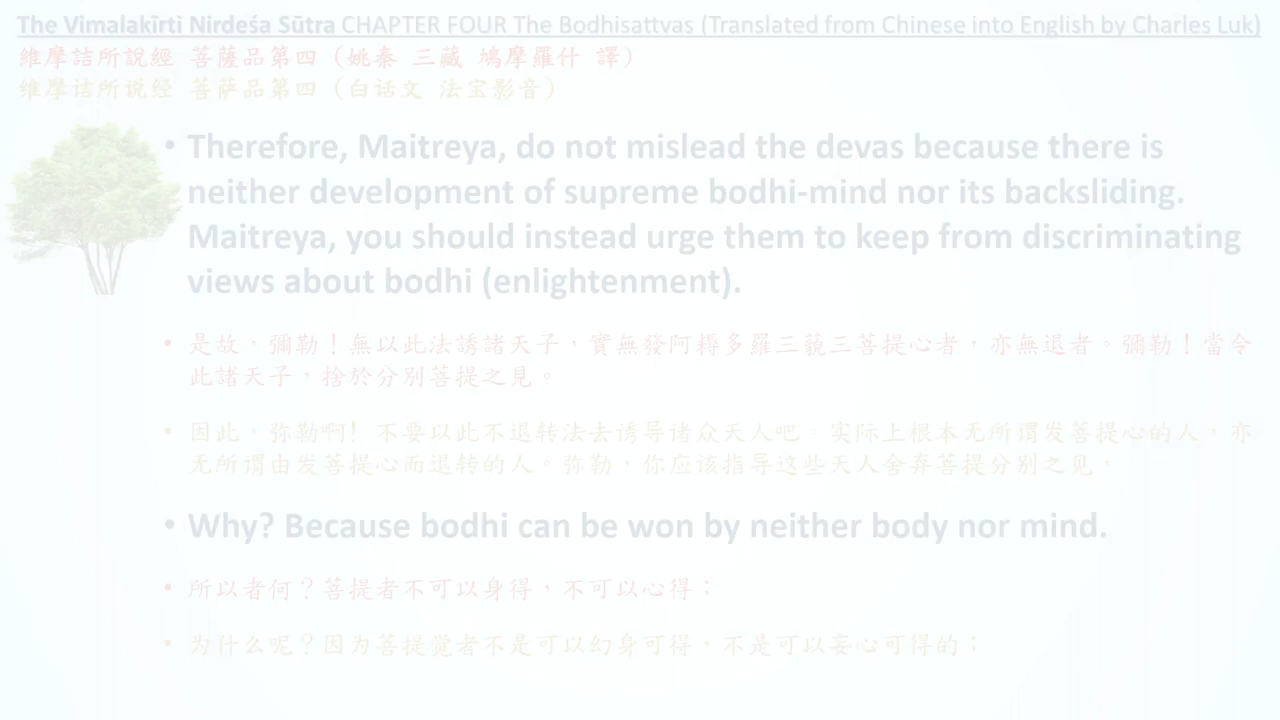 The Vimalakīrti Nirdeśa Sūtra CHAPTER FOUR The Bodhisattvas (Translated from Chinese into English by Charles Luk)
維摩詰所說經 菩薩品第四 (姚秦 三藏 鳩摩羅什 譯)
维摩诘所说经 菩萨品第四 (白话文 法宝影音)
• Therefore, Maitreya, do not mislead the devas because there is
neither development of supreme bodhi-mind nor its backsliding.
Maitreya, you should instead urge them to keep from discriminating
views about bodhi (enlightenment).
• 是故，彌勒！無以此法誘諸天子，實無發阿耨多羅三藐三菩提心者，亦無退者。彌勒！當令
此諸天子，捨於分別菩提之見。
• 因此，弥勒啊！不要以此不退转法去诱导诸众天人吧。实际上根本无所谓发菩提心的人，亦
无所谓由发菩提心而退转的人。弥勒，你应该指导这些天人舍弃菩提分别之见，
• Why? Because bodhi can be won by neither body nor mind.
• 所以者何？菩提者不可以身得，不可以心得；
• 为什么呢？因为菩提觉者不是可以幻身可得，不是可以妄心可得的；